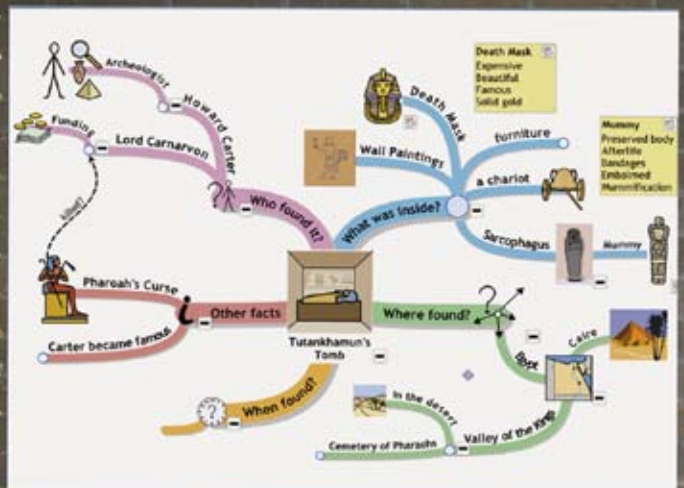 Archeologist
Howard Carter
Funding
Lord Carnarvon
Who found it?
killed?
Pharoah's Curse
Carter became famous
Other facts
Tutankhamun's
Tomb
When found?
What was inside?
Death Mask
Wall Paintings
furniture
a chariot
Sarcophagus
Mummy
Death Mask
Expensive
Beautiful
Famous
Solid gold
Mummy
Preserved body
Afterlife
Bandages
Embalmed
Mummification
Where found?
Egypt
Valley of the Kings
In the desert
Cemetery of Pharaohs